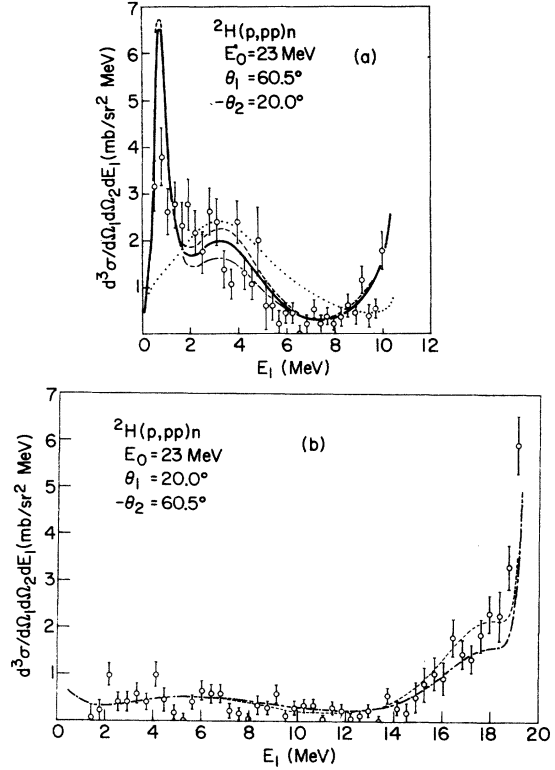 7
6
5
4
3
2
1
d³σ/dΩ₁dΩ₂dE₁(mb/sr² MeV)
²H(p,pp)n
E₀=23 MeV
θ₁ =60.5°
-θ₂ =20.0°
(a)
0 2 4 6 8 10 12
E₁ (MeV)
7
6
5
4
3
2
1
d³σ/dΩ₁dΩ₂dE₁(mb/sr² MeV)
²H(p,pp)n
E₀=23 MeV
θ₁ =20.0°
-θ₂ =60.5°
(b)
0 2 4 6 8 10 12 14 16 18 20
E₁ (MeV)